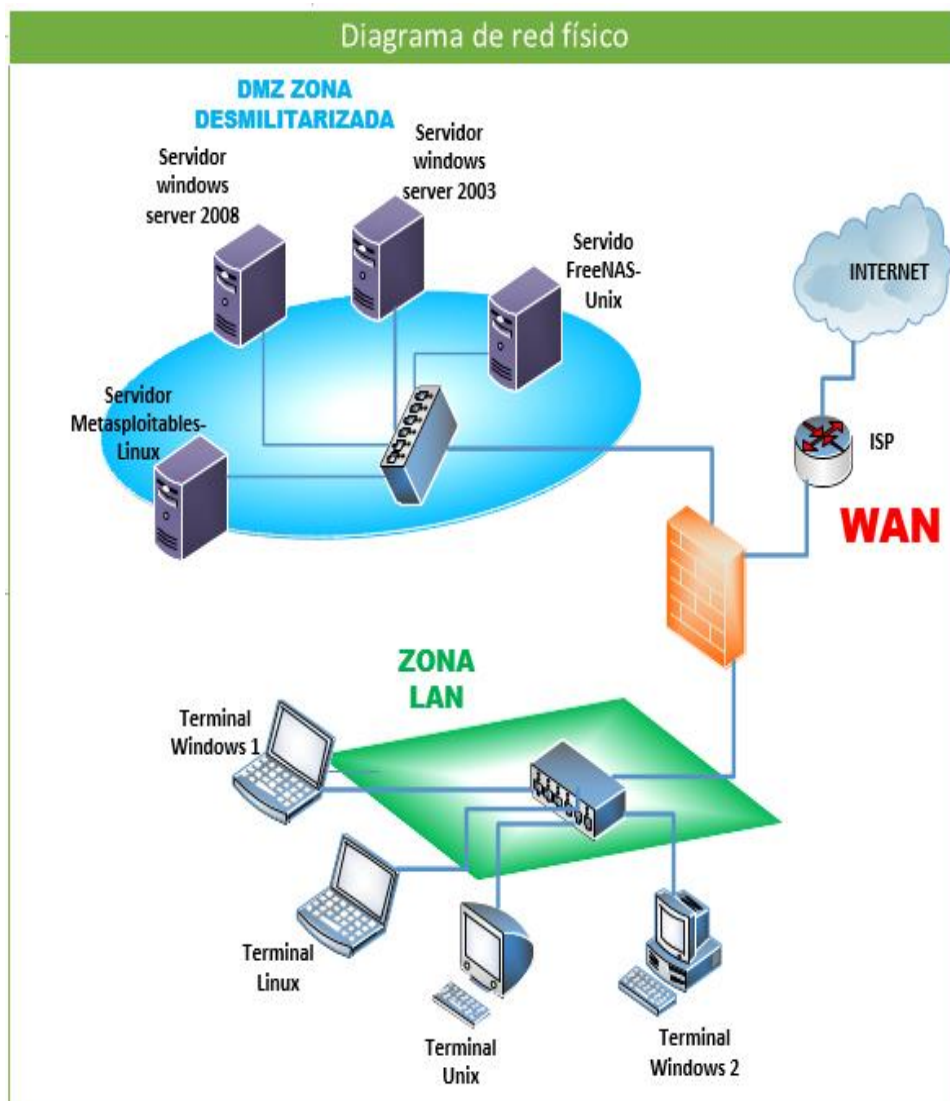 Diagrama de red físico
DMZ ZONA
DESMILITARIZADA
Servidor
windows
server 2008
Servidor
windows
server 2003
Servido
FreeNAS-
Unix
INTERNET
Servidor
Metasploitables-
Linux
ISP
WAN
ZONA
LAN
Terminal
Windows 1
Terminal
Linux
Terminal
Unix
Terminal
Windows 2